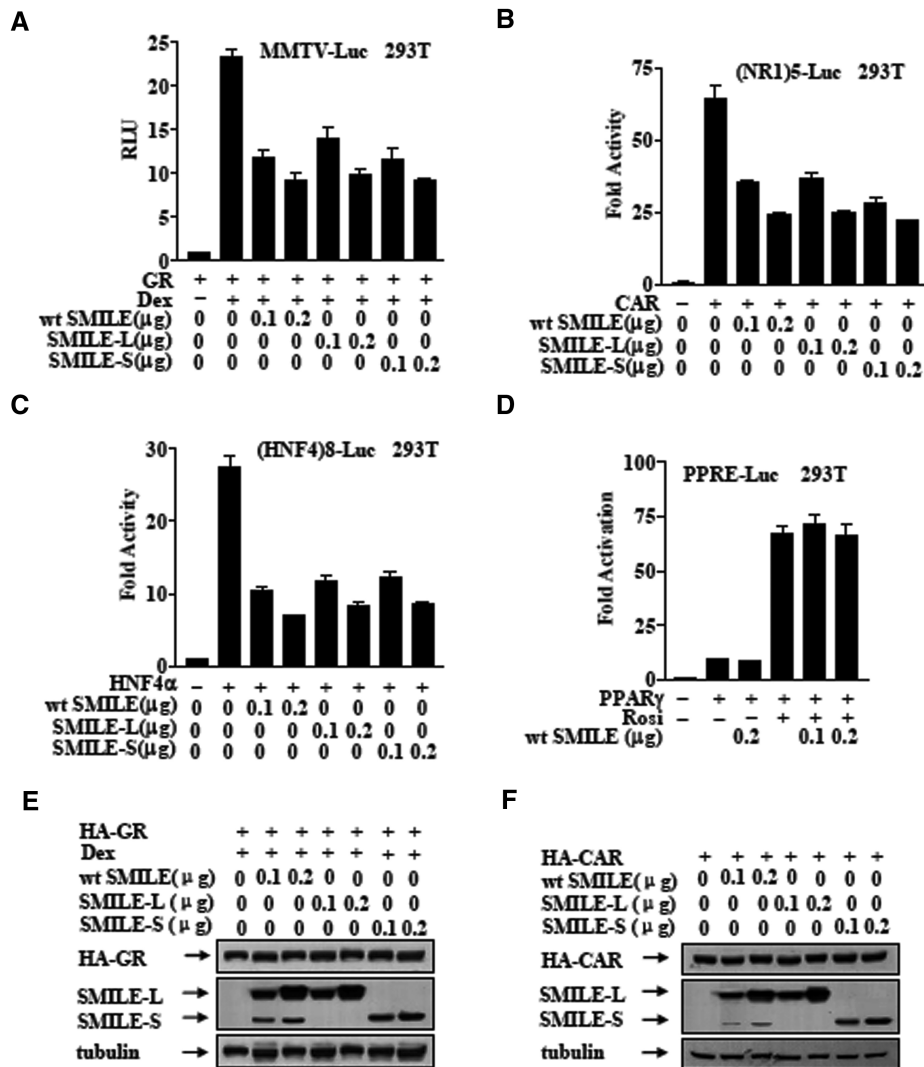 A
MMTV-Luc 293T
RLU
25
20
15
10
5
0
GR + + + + + + + +
Dex − + + + + + + +
wt SMILE(μg) 0 0 0.1 0.2 0 0 0 0
SMILE-L(μg) 0 0 0 0 0.1 0.2 0 0
SMILE-S(μg) 0 0 0 0 0 0 0.1 0.2
B
(NR1)5-Luc 293T
Fold Activity
75
50
25
0
CAR − + + + + + + +
wt SMILE(μg) 0 0 0.1 0.2 0 0 0 0
SMILE-L(μg) 0 0 0 0 0.1 0.2 0 0
SMILE-S(μg) 0 0 0 0 0 0 0.1 0.2
C
(HNF4)8-Luc 293T
Fold Activity
30
20
10
0
HNF4α − + + + + + + +
wt SMILE(μg) 0 0 0.1 0.2 0 0 0 0
SMILE-L(μg) 0 0 0 0 0.1 0.2 0 0
SMILE-S(μg) 0 0 0 0 0 0 0.1 0.2
D
PPRE-Luc 293T
Fold Activation
100
75
50
25
0
PPARγ − + + + + +
Rosi − − − + + +
wt SMILE (μg) 0.2 0.1 0.2
E
HA-GR + + + + + + +
Dex + + + + + + +
wt SMILE(μg) 0 0.1 0.2 0 0 0 0
SMILE-L (μg) 0 0 0 0.1 0.2 0 0
SMILE-S (μg) 0 0 0 0 0 0.1 0.2
HA-GR
SMILE-L
SMILE-S
tubulin
F
HA-CAR + + + + + + +
wt SMILE(μg) 0 0.1 0.2 0 0 0 0
SMILE-L (μg) 0 0 0 0.1 0.2 0 0
SMILE-S (μg) 0 0 0 0 0 0.1 0.2
HA-CAR
SMILE-L
SMILE-S
tubulin